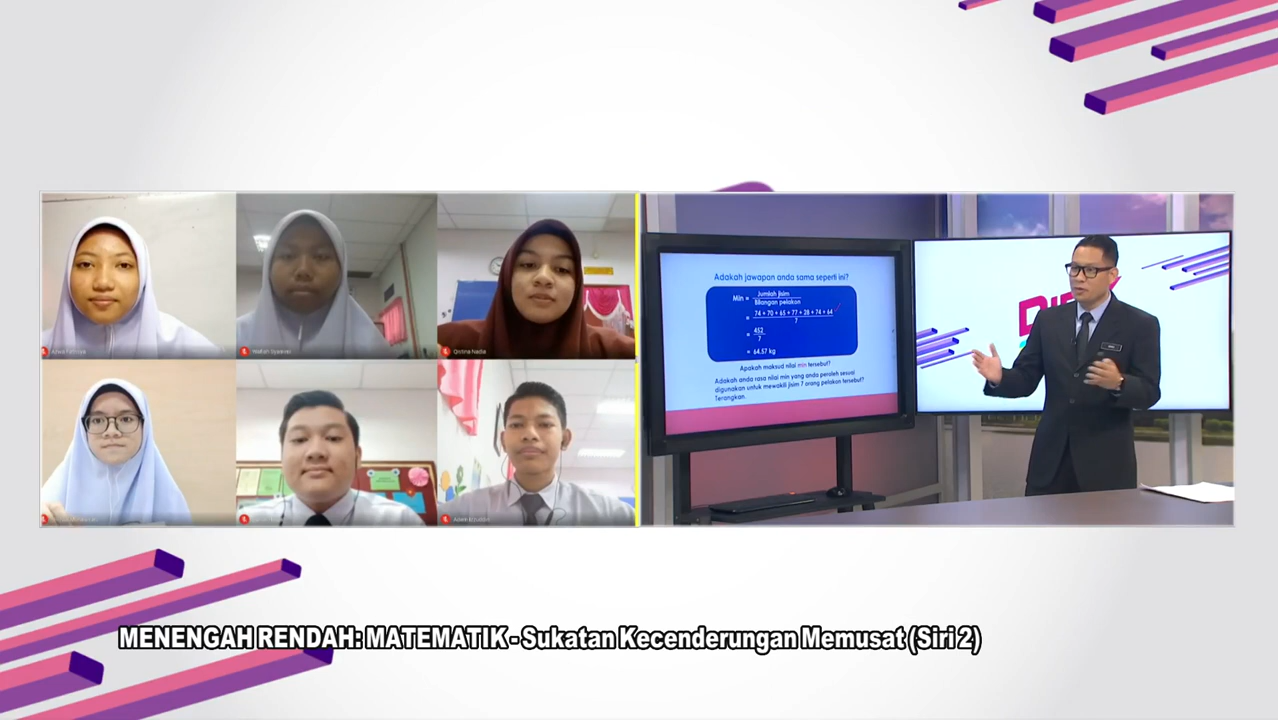 Adakah jawapan anda sama seperti ini?
Min = Jumlah jisim
Bilangan pelakon
= 74 + 70 + 65 + 77 + 28 + 74 + 64
7
= 452
7
= 64.57 kg
Apakah maksud nilai min tersebut?
Adakah anda rasa nilai min yang anda peroleh sesuai
digunakan untuk mewakili jisim 7 orang pelakon tersebut?
Terangkan.
Qistina Nadia
MENENGAH RENDAH: MATEMATIK - Sukatan Kecenderungan Memusat (Siri 2)